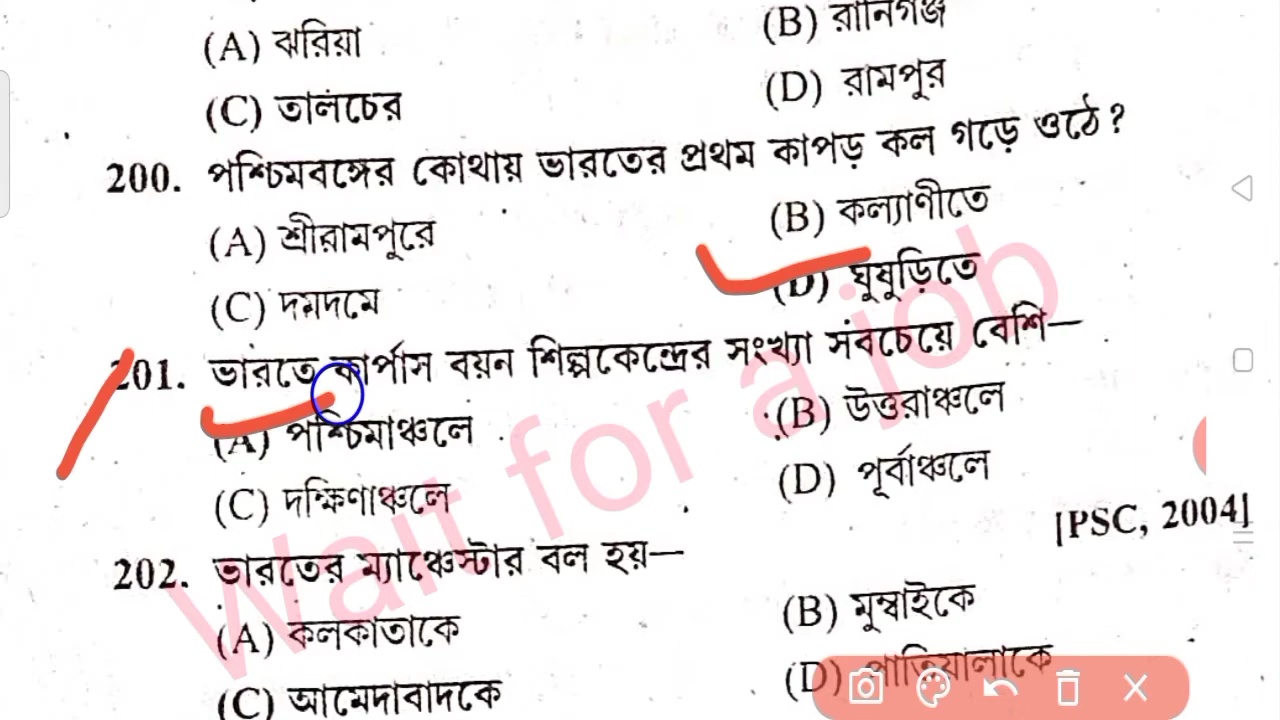 (A) ঝরিয়া (B) রানিগঞ্জ
(C) তালচের (D) রামপুর
200. পশ্চিমবঙ্গের কোথায় ভারতের প্রথম কাপড় কল গড়ে ওঠে?
(A) শ্রীরামপুরে (B) কল্যাণীতে
(C) দমদমে (D) ঘুষুড়িতে
201. ভারতে কার্পাস বয়ন শিল্পকেন্দ্রের সংখ্যা সবচেয়ে বেশি—
(A) পশ্চিমাঞ্চলে (B) উত্তরাঞ্চলে
(C) দক্ষিণাঞ্চলে (D) পূর্বাঞ্চলে
[PSC, 2004]
202. ভারতের ম্যাঞ্চেস্টার বল হয়—
(A) কলকাতাকে (B) মুম্বাইকে
(C) আমেদাবাদকে (D) পাতিয়ালাকে
Wait for a job